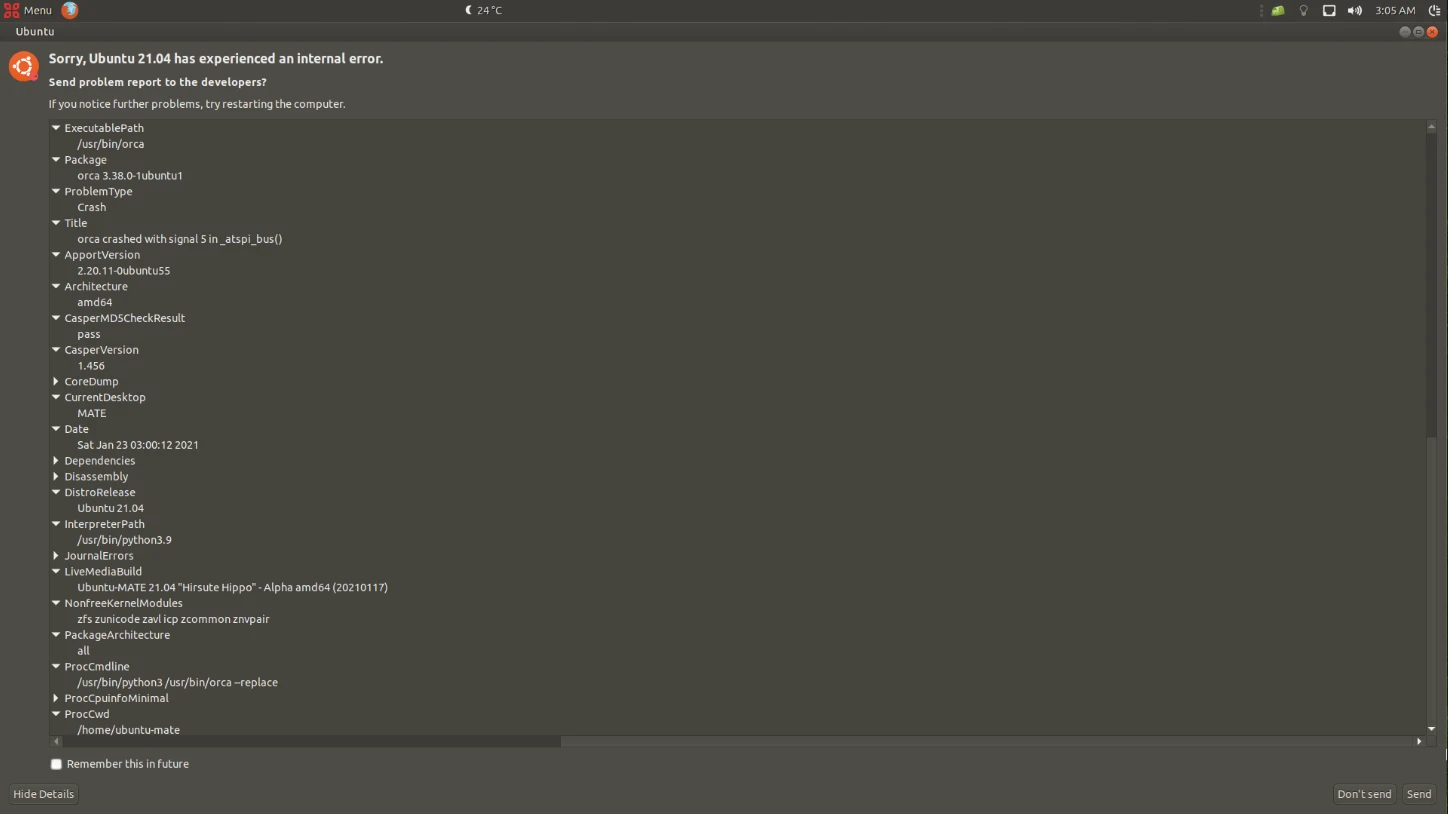 Menu
24 °C
3:05 AM
Ubuntu
Sorry, Ubuntu 21.04 has experienced an internal error.
Send problem report to the developers?
If you notice further problems, try restarting the computer.
ExecutablePath
/usr/bin/orca
Package
orca 3.38.0-1ubuntu1
ProblemType
Crash
Title
orca crashed with signal 5 in _atspi_bus()
ApportVersion
2.20.11-0ubuntu55
Architecture
amd64
CasperMD5CheckResult
pass
CasperVersion
1.456
CoreDump
CurrentDesktop
MATE
Date
Sat Jan 23 03:00:12 2021
Dependencies
Disassembly
DistroRelease
Ubuntu 21.04
InterpreterPath
/usr/bin/python3.9
JournalErrors
LiveMediaBuild
Ubuntu-MATE 21.04 "Hirsute Hippo" - Alpha amd64 (20210117)
NonfreeKernelModules
zfs zunicode zavl icp zcommon znvpair
PackageArchitecture
all
ProcCmdline
/usr/bin/python3 /usr/bin/orca --replace
ProcCpuinfoMinimal
ProcCwd
/home/ubuntu-mate
Remember this in future
Hide Details
Don't send
Send